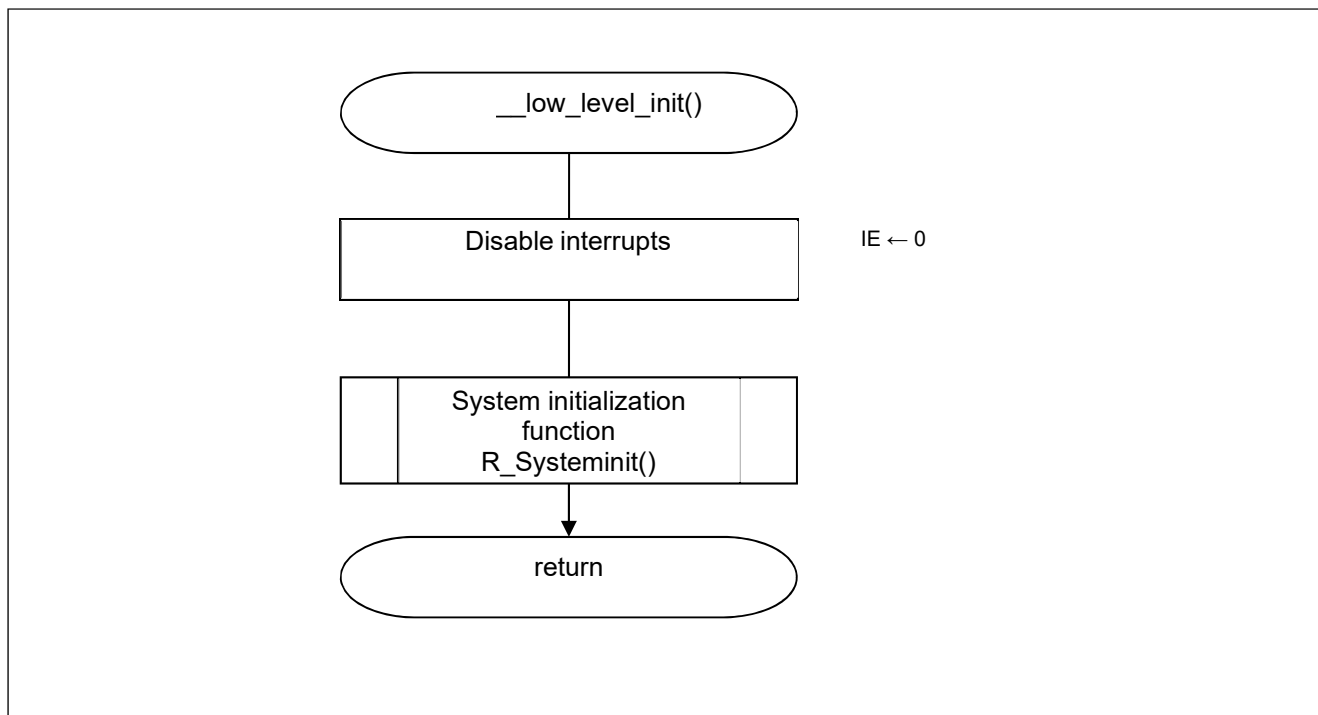 __low_level_init()
Disable interrupts
IE ← 0
System initialization
function
R_Systeminit()
return